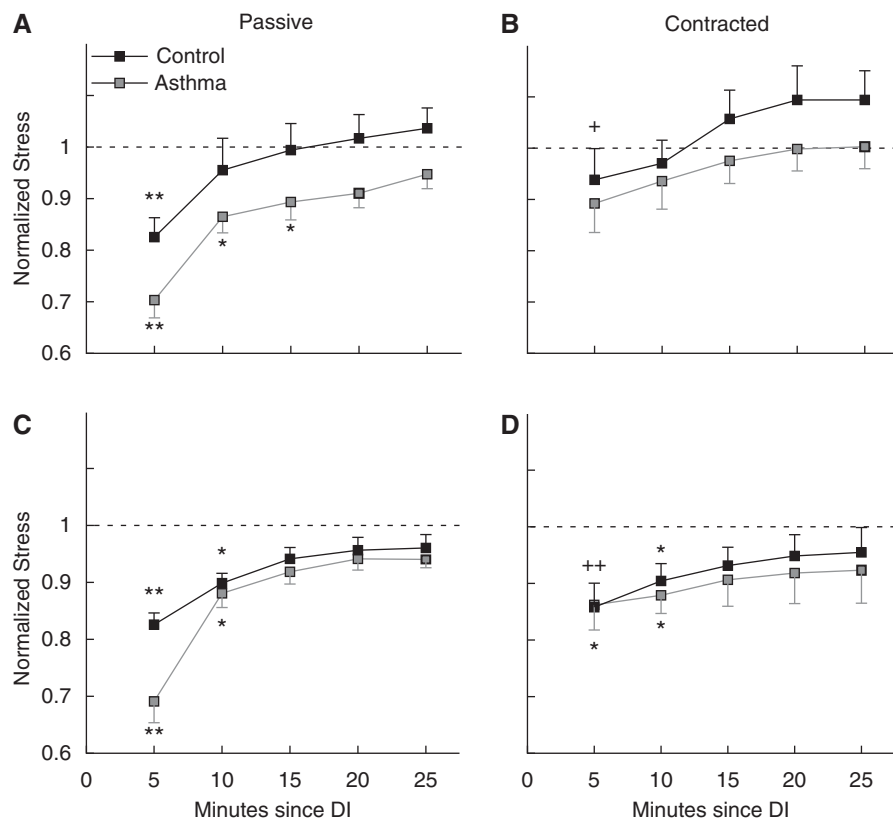 A
Passive
B
Contracted
Control
Asthma
Normalized Stress
1
0.9
0.8
0.7
0.6
**
**
*
*
+
C
D
Normalized Stress
1
0.9
0.8
0.7
0.6
**
**
*
*
++
*
*
*
0
5
10
15
20
25
Minutes since DI
0
5
10
15
20
25
Minutes since DI